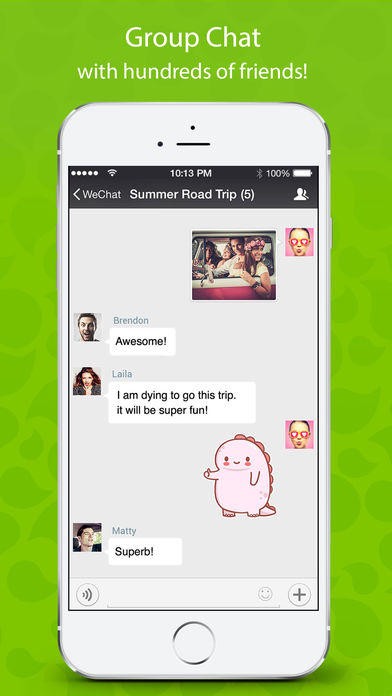 Group Chat
with hundreds of friends!
10:13 PM
100%
WeChat
Summer Road Trip (5)
Brendon
Awesome!
Laila
I am dying to go this trip.
it will be super fun!
Matty
Superb!